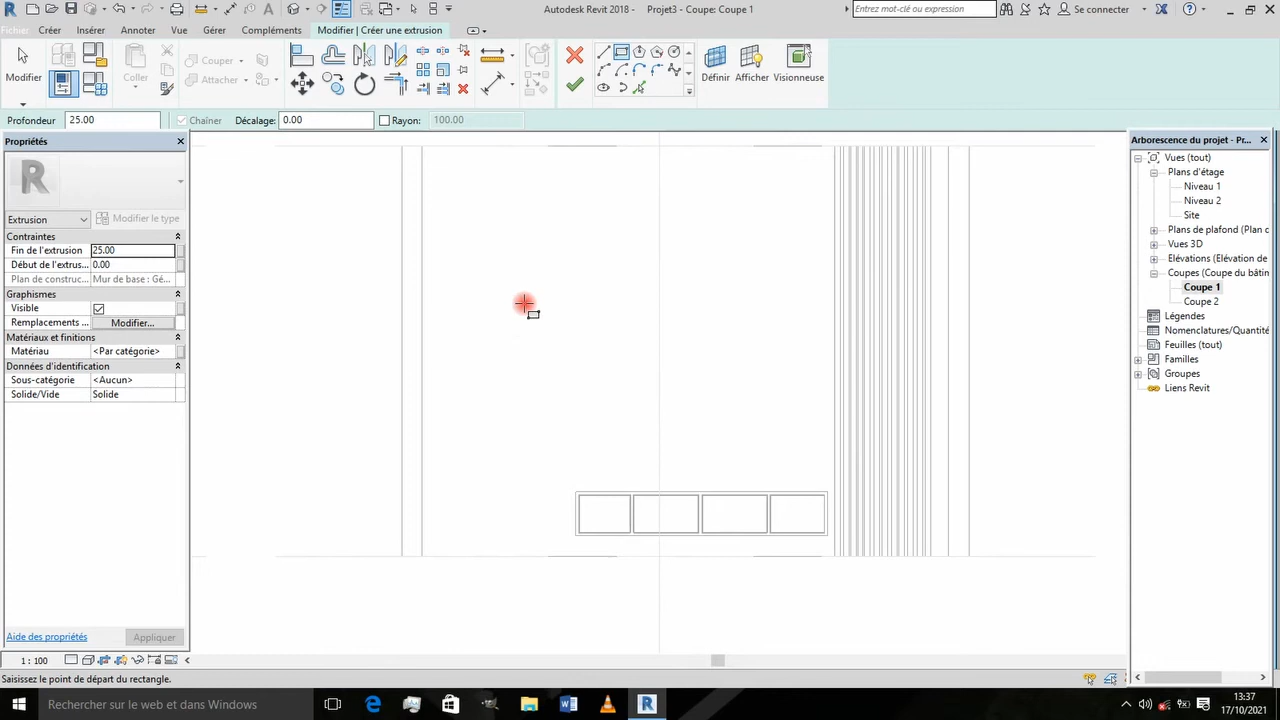 Autodesk Revit 2018 - Projet3 - Coupe: Coupe 1
Entrez mot-clé ou expression
Se connecter
Fichier Créer Insérer Annoter Vue Gérer Compléments Modifier | Créer une extrusion
Modifier
Coller
Couper
Attacher
Définir Afficher Visionneuse
Profondeur 25.00 Chaîner Décalage: 0.00 Rayon: 100.00
Propriétés
Extrusion Modifier le type
Contraintes
Fin de l'extrusion 25.00
Début de l'extrus... 0.00
Plan de construc... Mur de base : Gé...
Graphismes
Visible
Remplacements ... Modifier...
Matériaux et finitions
Matériau <Par catégorie>
Données d'identification
Sous-catégorie <Aucun>
Solide/Vide Solide
Aide des propriétés Appliquer
Arborescence du projet - Pr...
Vues (tout)
Plans d'étage
Niveau 1
Niveau 2
Site
Plans de plafond (Plan c
Vues 3D
Elévations (Elévation de
Coupes (Coupe du bâtin
Coupe 1
Coupe 2
Légendes
Nomenclatures/Quantité
Feuilles (tout)
Familles
Groupes
Liens Revit
1 : 100
Saisissez le point de départ du rectangle.
Rechercher sur le web et dans Windows
13:37
17/10/2021